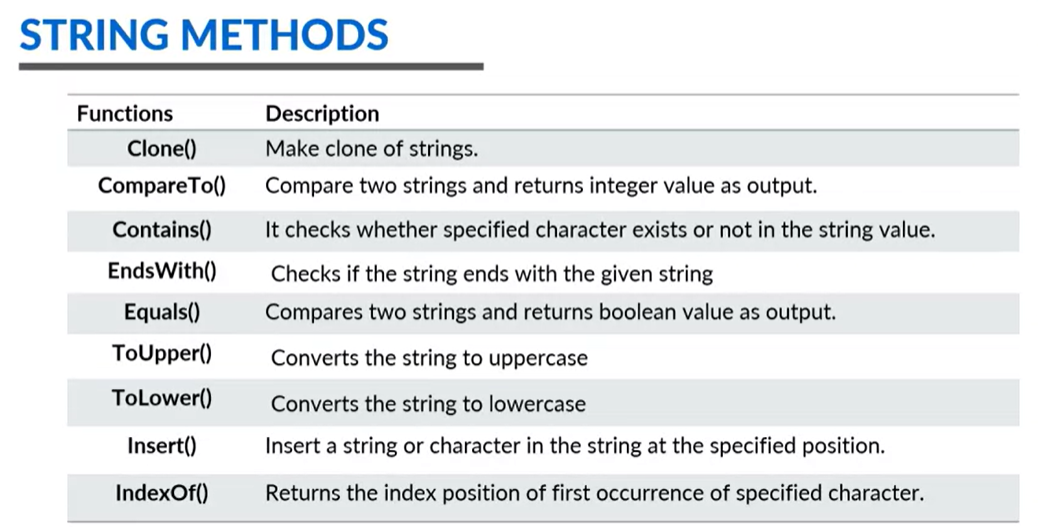 STRING METHODS
Functions Description
Clone() Make clone of strings.
CompareTo() Compare two strings and returns integer value as output.
Contains() It checks whether specified character exists or not in the string value.
EndsWith() Checks if the string ends with the given string
Equals() Compares two strings and returns boolean value as output.
ToUpper() Converts the string to uppercase
ToLower() Converts the string to lowercase
Insert() Insert a string or character in the string at the specified position.
IndexOf() Returns the index position of first occurrence of specified character.